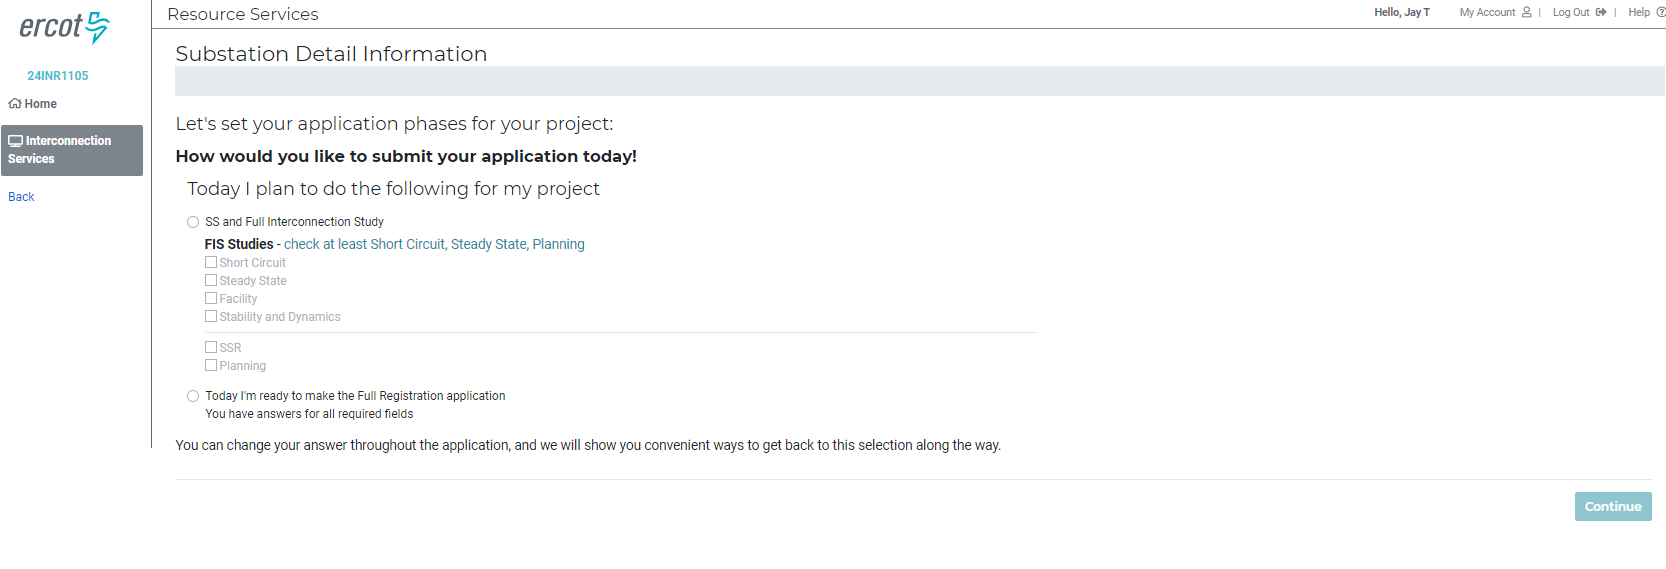 ercot
Resource Services
Hello, Jay T
My Account
|
Log Out
|
Help
24INR1105
Home
Interconnection
Services
Back
Substation Detail Information
Let's set your application phases for your project:
How would you like to submit your application today!
Today I plan to do the following for my project
SS and Full Interconnection Study
FIS Studies - check at least Short Circuit, Steady State, Planning
Short Circuit
Steady State
Facility
Stability and Dynamics
SSR
Planning
Today I'm ready to make the Full Registration application
You have answers for all required fields
You can change your answer throughout the application, and we will show you convenient ways to get back to this selection along the way.
Continue